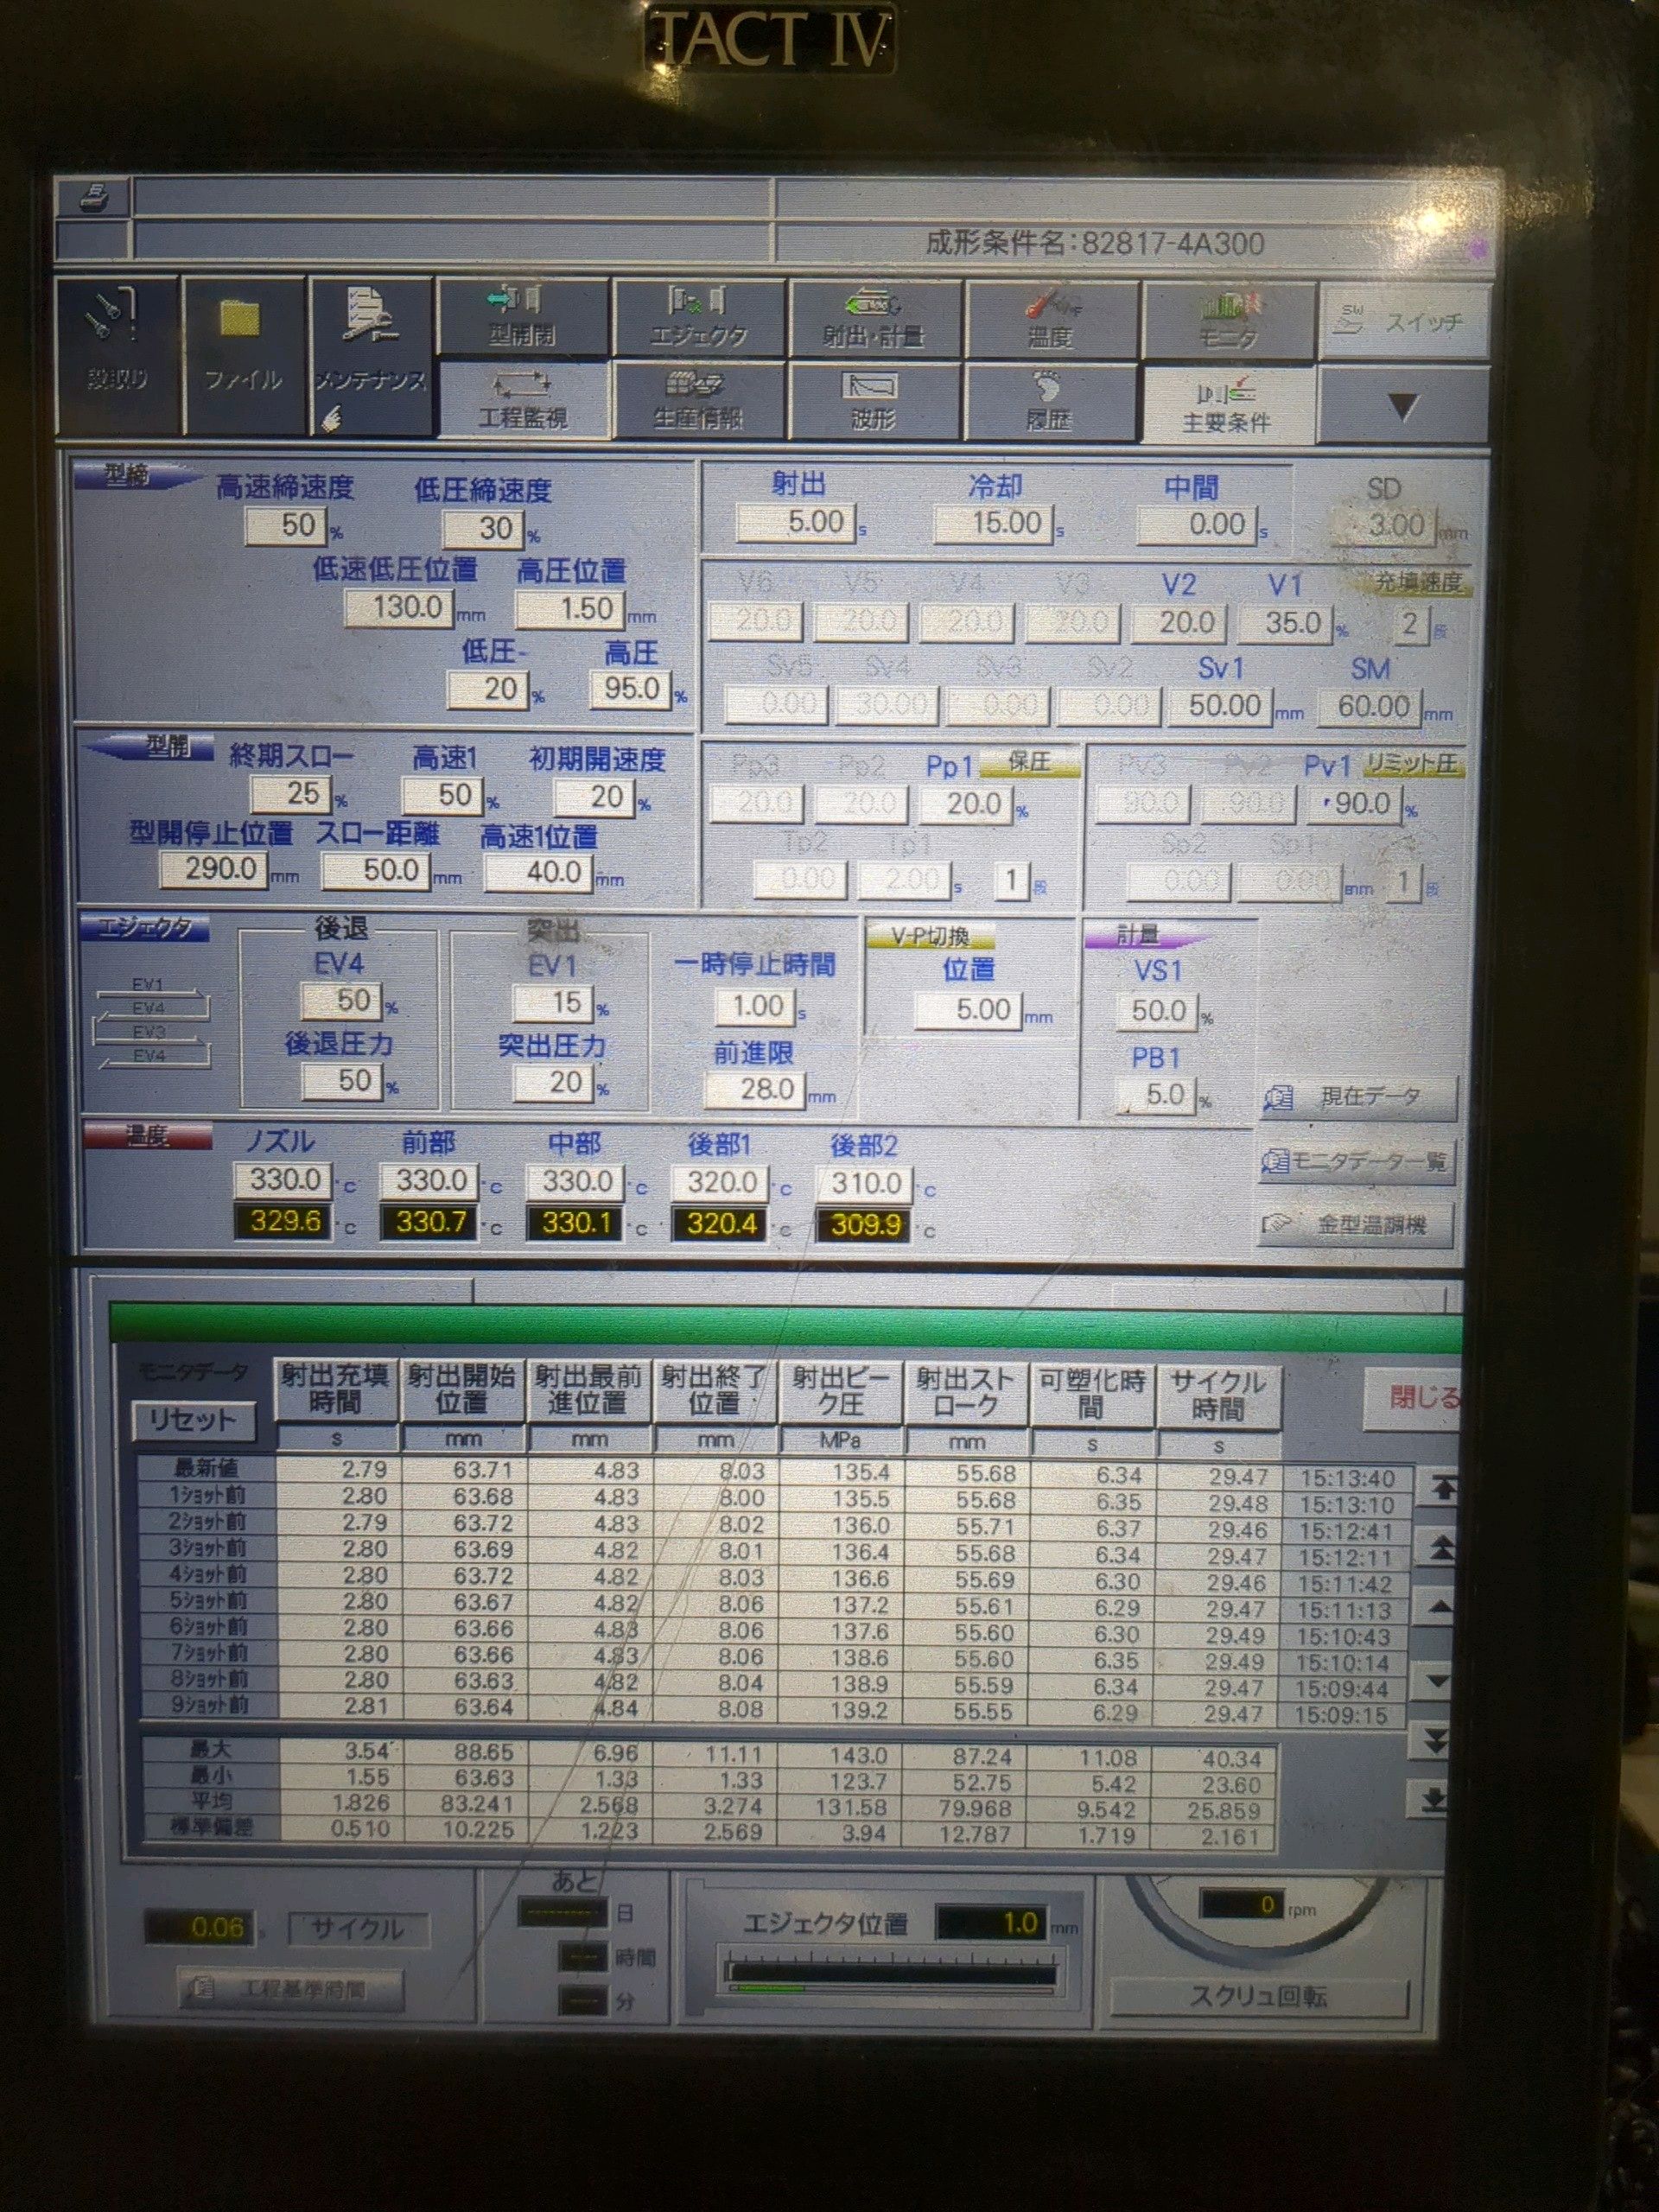 TACT IV
成形条件名:82817-4A300
型開閉 エジェクタ 射出・計量 温度 モニタ スイッチ
段取り ファイル メンテナンス
工程監視 生産情報 波形 履歴 主要条件 ▼
型締
高速締速度 低圧締速度
50 % 30 %
低速低圧位置 高圧位置
130.0 mm 1.50 mm
低圧 高圧
20 % 95.0 %
射出 冷却 中間 SD
5.00 s 15.00 s 0.00 s 3.00 mm
V6 V5 V4 V3 V2 V1 充填速度
20.0 20.0 20.0 20.0 20.0 35.0 % 2 段
Sv5 Sv4 Sv3 Sv2 Sv1 SM
0.00 30.00 0.00 0.00 50.00 mm 60.00 mm
型開
終期スロー 高速1 初期開速度
25 % 50 % 20 %
型開停止位置 スロー距離 高速1位置
290.0 mm 50.0 mm 40.0 mm
Pp3 Pp2 Pp1 保圧
20.0 20.0 20.0 %
Tp2 Tp1
0.00 2.00 s 1 段
Pv3 Pv2 Pv1 リミット圧
90.0 90.0 90.0 %
Sp2 Sp1
0.00 0.00 mm 1 段
エジェクタ
EV1
EV4
EV3
EV4
後退
EV4
50 %
後退圧力
50 %
突出
EV1
15 %
突出圧力
20 %
一時停止時間
1.00 s
前進限
28.0 mm
V-P切換
位置
5.00 mm
計量
VS1
50.0 %
PB1
5.0 %
現在データ
モニタデータ一覧
金型温調機
温度
ノズル 前部 中部 後部1 後部2
330.0 °C 330.0 °C 330.0 °C 320.0 °C 310.0 °C
329.6 °C 330.7 °C 330.1 °C 320.4 °C 309.9 °C
モニタデータ
リセット
射出充填時間 射出開始位置 射出最前進位置 射出終了位置 射出ピーク圧 射出ストローク 可塑化時間 サイクル時間 閉じる
s mm mm mm MPa mm s s
最新値 2.79 63.71 4.83 8.03 135.4 55.68 6.34 29.47 15:13:40
1ショット前 2.80 63.68 4.83 8.00 135.5 55.68 6.35 29.48 15:13:10
2ショット前 2.79 63.72 4.83 8.02 136.0 55.71 6.37 29.46 15:12:41
3ショット前 2.80 63.69 4.82 8.01 136.4 55.68 6.34 29.47 15:12:11
4ショット前 2.80 63.72 4.82 8.03 136.6 55.69 6.30 29.46 15:11:42
5ショット前 2.80 63.67 4.82 8.06 137.2 55.61 6.29 29.47 15:11:13
6ショット前 2.80 63.66 4.83 8.06 137.6 55.60 6.30 29.49 15:10:43
7ショット前 2.80 63.66 4.83 8.06 138.6 55.60 6.35 29.49 15:10:14
8ショット前 2.80 63.63 4.82 8.04 138.9 55.59 6.34 29.47 15:09:44
9ショット前 2.81 63.64 4.84 8.08 139.2 55.55 6.29 29.47 15:09:15
最大 3.54 88.65 6.96 11.11 143.0 87.24 11.08 40.34
最小 1.55 63.63 1.33 1.33 123.7 52.75 5.42 23.60
平均 1.826 83.241 2.568 3.274 131.58 79.968 9.542 25.859
標準偏差 0.510 10.225 1.223 2.569 3.94 12.787 1.719 2.161
0.06 s サイクル
工程基準時間
あと
日
時間
分
エジェクタ位置 1.0 mm
0 rpm
スクリュ回転